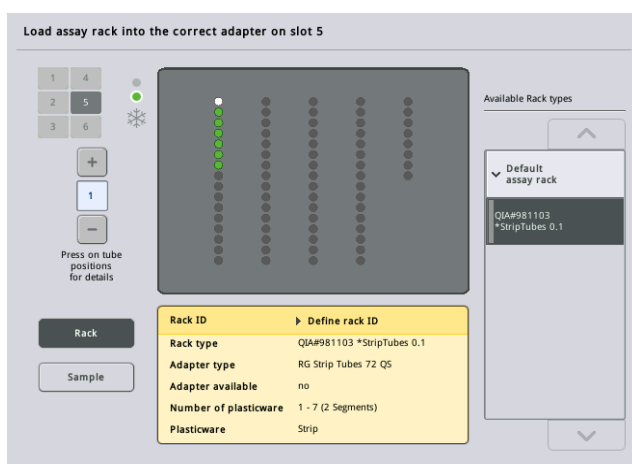 Load assay rack into the correct adapter on slot 5
1 4
2 5
3 6
+
1
−
Press on tube
positions
for details
Rack
Sample
Rack ID Define rack ID
Rack type QIA#981103 *StripTubes 0.1
Adapter type RG Strip Tubes 72 QS
Adapter available no
Number of plasticware 1 - 7 (2 Segments)
Plasticware Strip
Available Rack types
Default
assay rack
QIA#981103
*StripTubes 0.1